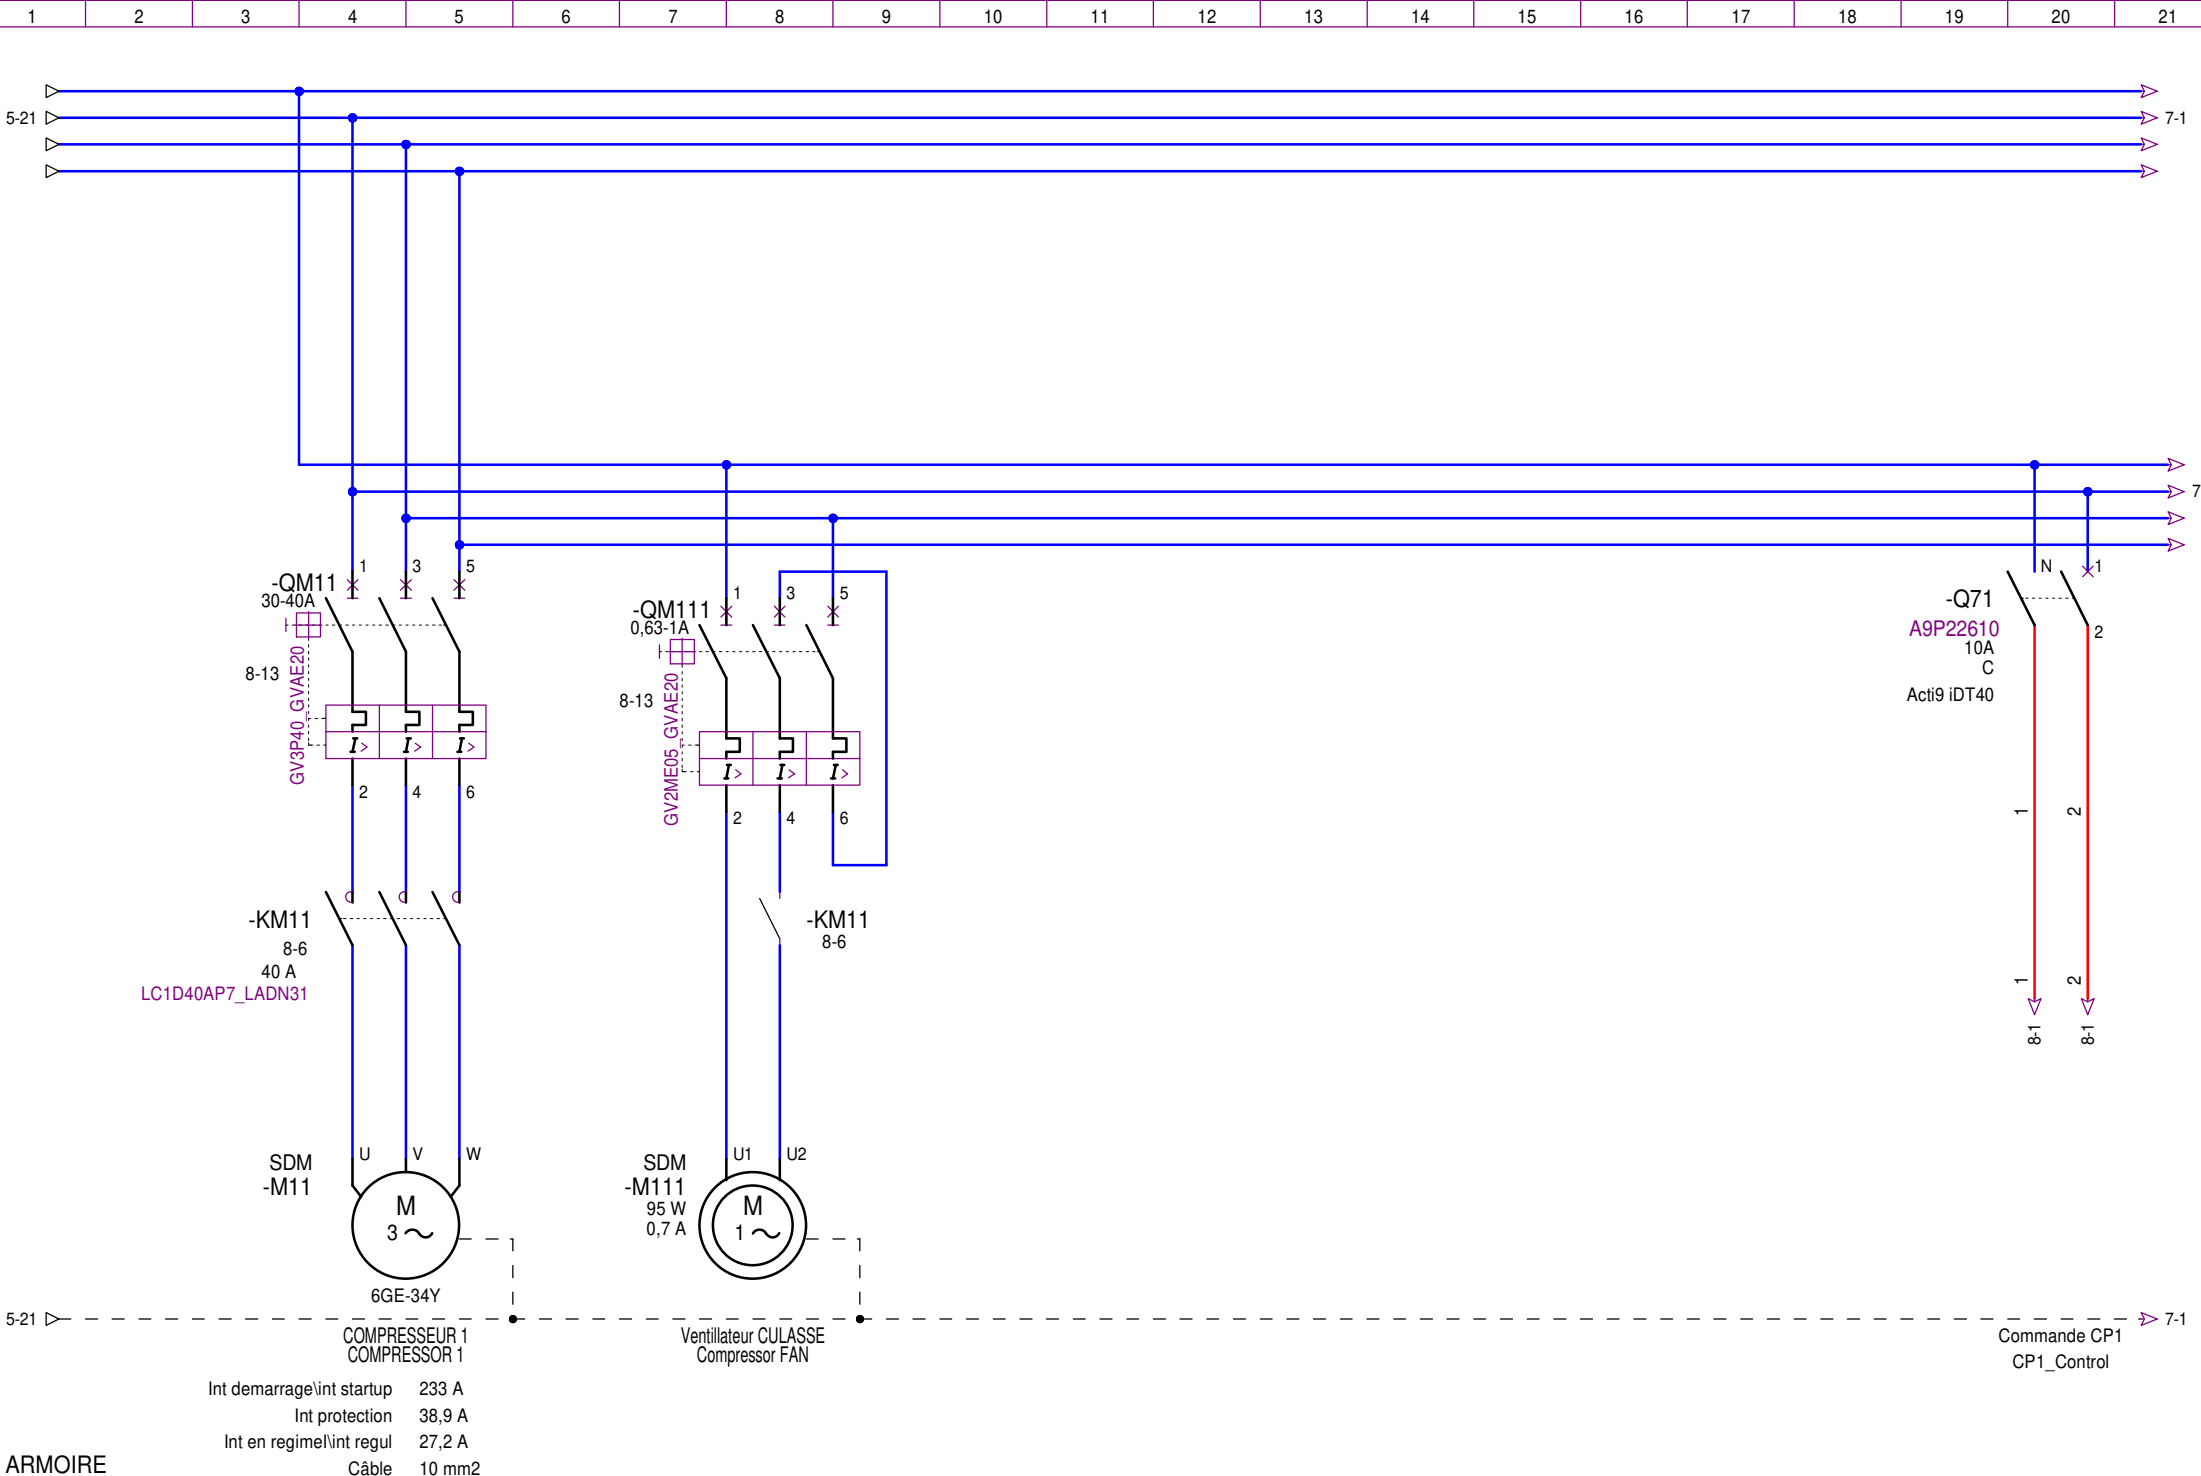 1 2 3 4 5 6 7 8 9 10 11 12 13 14 15 16 17 18 19 20 21
5-21
7-1
7
1 3 5
-QM11
30-40A
8-13
GV3P40_GVAE20
I> I> I>
2 4 6
1 3 5
-QM111
0,63-1A
8-13
GV2ME05_GVAE20
I> I> I>
2 4 6
N 1
-Q71
A9P22610
10A
C
Acti9 iDT40
2
1 2
1 2
8-1 8-1
-KM11
8-6
40 A
LC1D40AP7_LADN31
-KM11
8-6
U V W
SDM
-M11
M
3
6GE-34Y
U1 U2
SDM
-M111
95 W
0,7 A
M
1
5-21
7-1
COMPRESSEUR 1
COMPRESSOR 1
Ventillateur CULASSE
Compressor FAN
Commande CP1
CP1_Control
Int demarrage\int startup 233 A
Int protection 38,9 A
Int en regimel\int regul 27,2 A
Câble 10 mm2
ARMOIRE